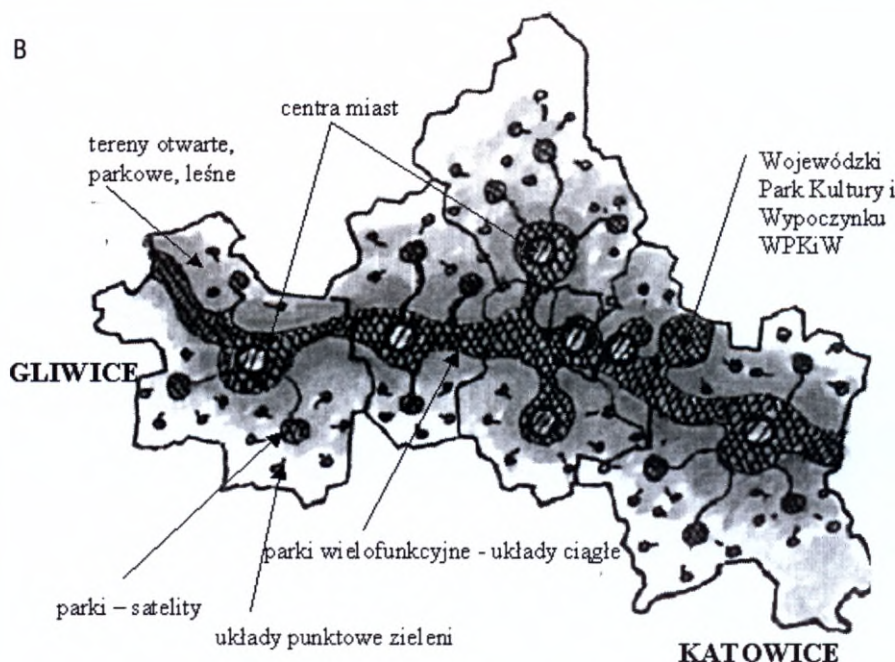 B
centra miast
tereny otwarte,
parkowe, leśne
Wojewódzki
Park Kultury i
Wypoczynku
WPKiW
GLIWICE
parki wielofunkcyjne - układy ciągłe
parki – satelity
układy punktowe zieleni
KATOWICE